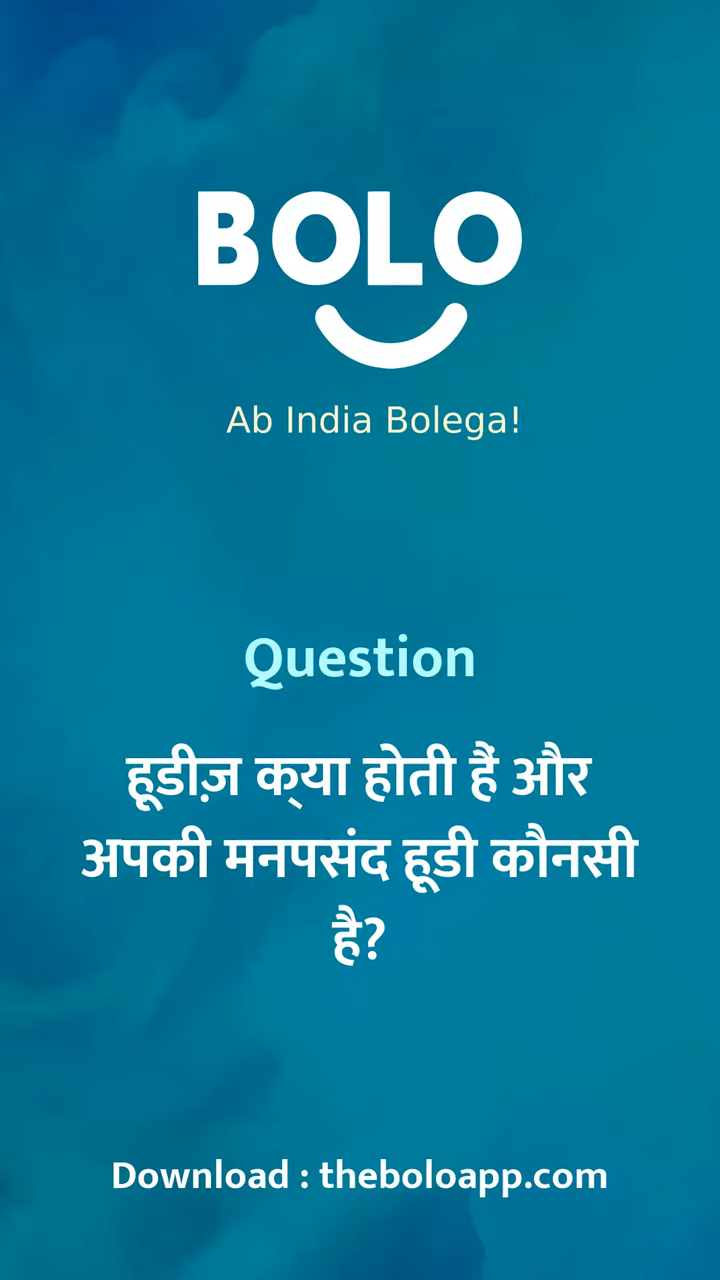 BOLO
Ab India Bolega!
Question
हूडीज़ क्‌या होती हैं और
अपकी मनपसंद हूडी कौनसी
है?
Download : theboloapp.com